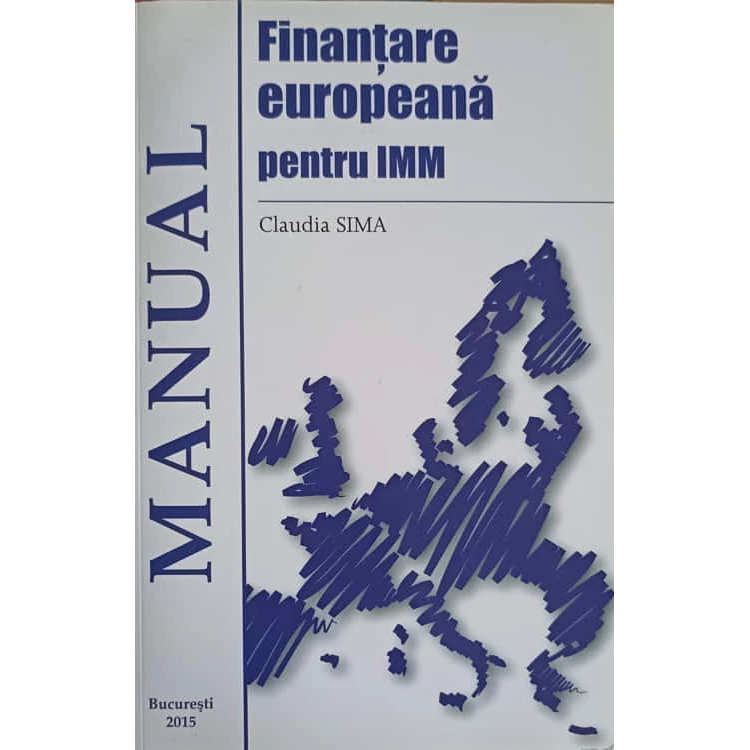 Finanțare
europeană
pentru IMM
Claudia SIMA
MANUAL
București
2015